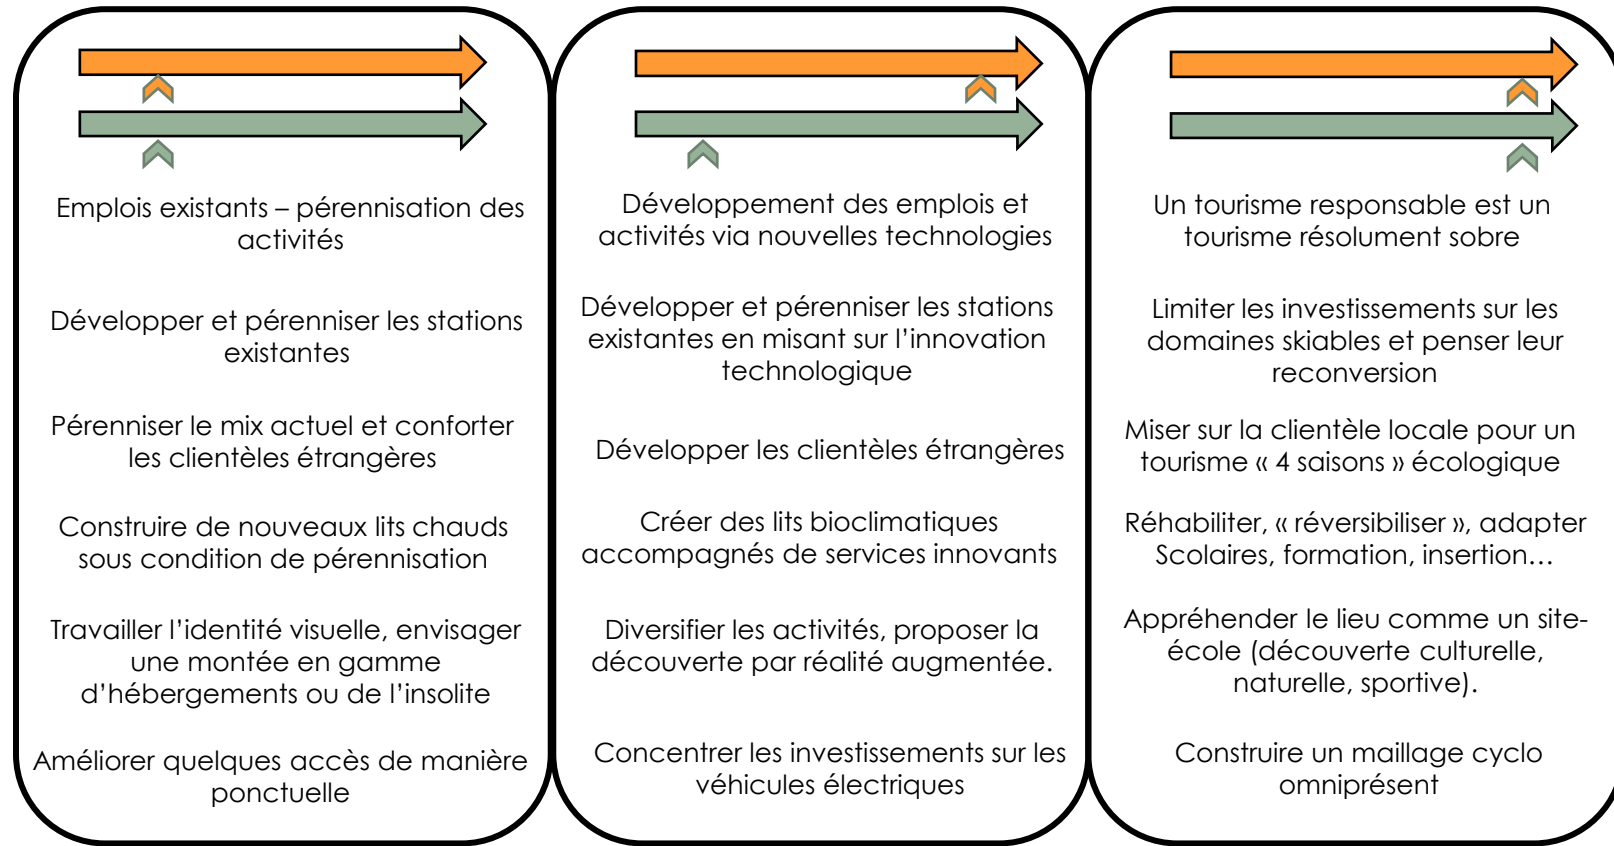 Emplois existants – pérennisation des
activités
Développer et pérenniser les stations
existantes
Pérenniser le mix actuel et conforter
les clientèles étrangères
Construire de nouveaux lits chauds
sous condition de pérennisation
Travailler l’identité visuelle, envisager
une montée en gamme
d’hébergements ou de l’insolite
Améliorer quelques accès de manière
ponctuelle
Développement des emplois et
activités via nouvelles technologies
Développer et pérenniser les stations
existantes en misant sur l’innovation
technologique
Développer les clientèles étrangères
Créer des lits bioclimatiques
accompagnés de services innovants
Diversifier les activités, proposer la
découverte par réalité augmentée.
Concentrer les investissements sur les
véhicules électriques
Un tourisme responsable est un
tourisme résolument sobre
Limiter les investissements sur les
domaines skiables et penser leur
reconversion
Miser sur la clientèle locale pour un
tourisme « 4 saisons » écologique
Réhabiliter, « réversibiliser », adapter
Scolaires, formation, insertion…
Appréhender le lieu comme un site-
école (découverte culturelle,
naturelle, sportive).
Construire un maillage cyclo
omniprésent